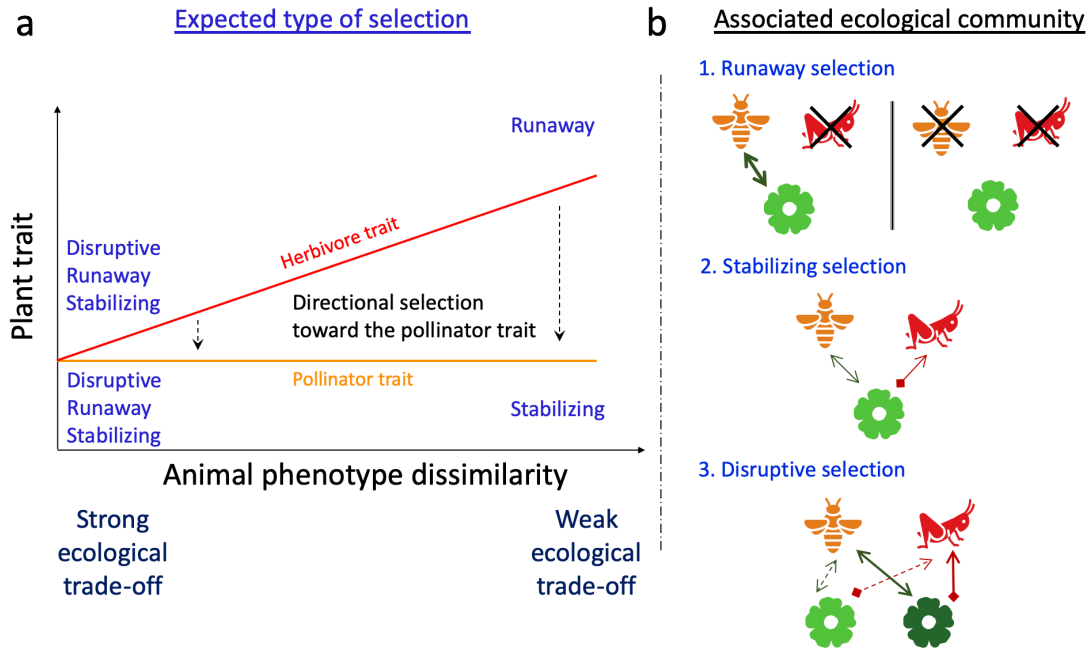 a
Expected type of selection
Plant trait
Runaway
Disruptive
Runaway
Stabilizing
Herbivore trait
Directional selection
toward the pollinator trait
Disruptive
Runaway
Stabilizing
Pollinator trait
Stabilizing
Animal phenotype dissimilarity
Strong
ecological
trade-off
Weak
ecological
trade-off
b
Associated ecological community
1. Runaway selection
2. Stabilizing selection
3. Disruptive selection